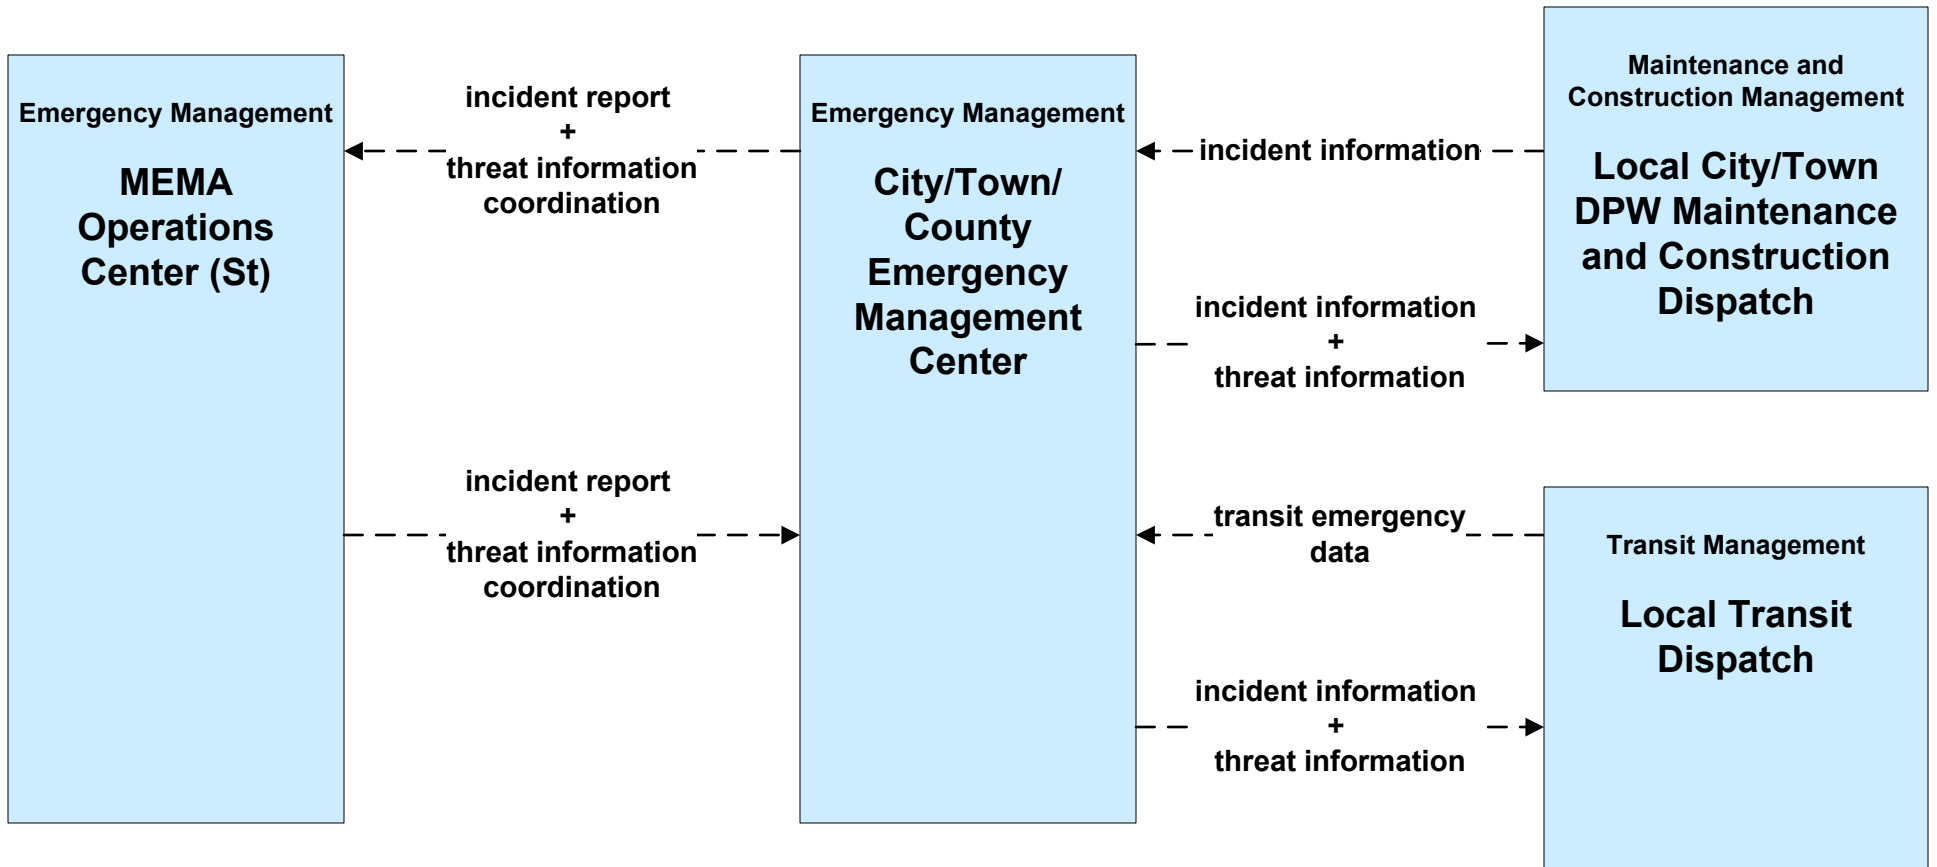 Emergency Management
MEMA
Operations
Center (St)
incident report
+
threat information
coordination
incident report
+
threat information
coordination
Emergency Management
City/Town/
County
Emergency
Management
Center
incident information
incident information
+
threat information
transit emergency
data
incident information
+
threat information
Maintenance and
Construction Management
Local City/Town
DPW Maintenance
and Construction
Dispatch
Transit Management
Local Transit
Dispatch